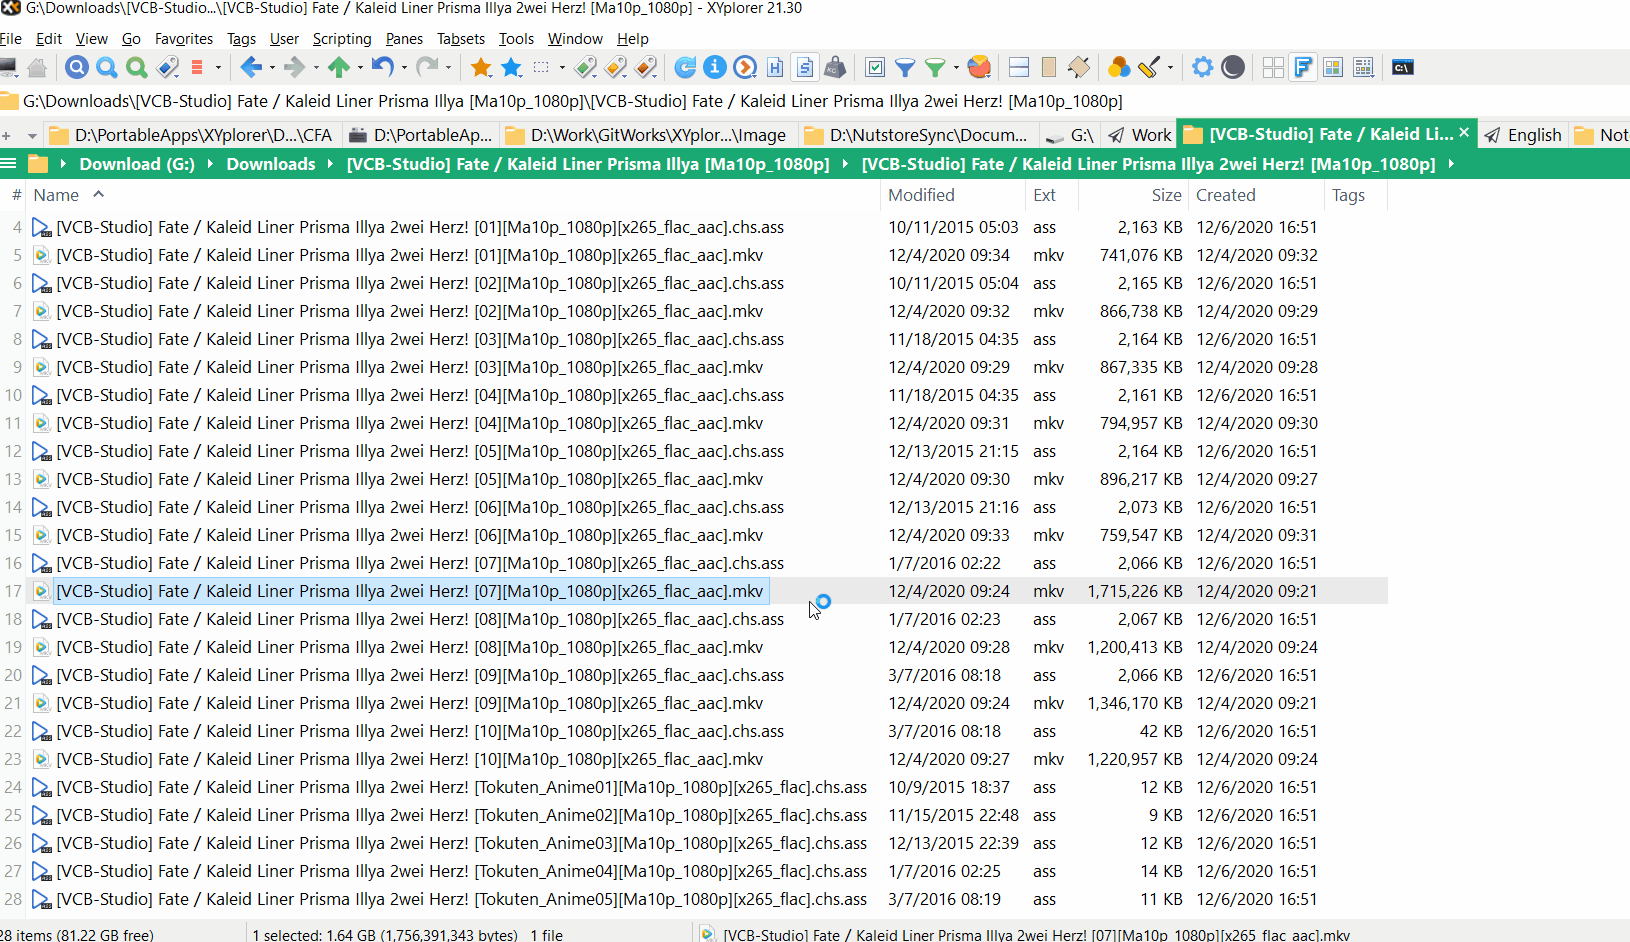 G:\Downloads\[VCB-Studio...\[VCB-Studio] Fate / Kaleid Liner Prisma Illya 2wei Herz! [Ma10p_1080p] - XYplorer 21.30
File Edit View Go Favorites Tags User Scripting Panes Tabsets Tools Window Help
G:\Downloads\[VCB-Studio] Fate / Kaleid Liner Prisma Illya [Ma10p_1080p]\[VCB-Studio] Fate / Kaleid Liner Prisma Illya 2wei Herz! [Ma10p_1080p]
D:\PortableApps\XYplorer\D...\CFA D:\PortableAp... D:\Work\GitWorks\XYplor...\Image D:\NutstoreSync\Docum... G:\ Work [VCB-Studio] Fate / Kaleid Li... English Not
Download (G:) Downloads [VCB-Studio] Fate / Kaleid Liner Prisma Illya [Ma10p_1080p] [VCB-Studio] Fate / Kaleid Liner Prisma Illya 2wei Herz! [Ma10p_1080p]
# Name Modified Ext Size Created Tags
4 [VCB-Studio] Fate / Kaleid Liner Prisma Illya 2wei Herz! [01][Ma10p_1080p][x265_flac_aac].chs.ass 10/11/2015 05:03 ass 2,163 KB 12/6/2020 16:51
5 [VCB-Studio] Fate / Kaleid Liner Prisma Illya 2wei Herz! [01][Ma10p_1080p][x265_flac_aac].mkv 12/4/2020 09:34 mkv 741,076 KB 12/4/2020 09:32
6 [VCB-Studio] Fate / Kaleid Liner Prisma Illya 2wei Herz! [02][Ma10p_1080p][x265_flac_aac].chs.ass 10/11/2015 05:04 ass 2,165 KB 12/6/2020 16:51
7 [VCB-Studio] Fate / Kaleid Liner Prisma Illya 2wei Herz! [02][Ma10p_1080p][x265_flac_aac].mkv 12/4/2020 09:32 mkv 866,738 KB 12/4/2020 09:29
8 [VCB-Studio] Fate / Kaleid Liner Prisma Illya 2wei Herz! [03][Ma10p_1080p][x265_flac_aac].chs.ass 11/18/2015 04:35 ass 2,164 KB 12/6/2020 16:51
9 [VCB-Studio] Fate / Kaleid Liner Prisma Illya 2wei Herz! [03][Ma10p_1080p][x265_flac_aac].mkv 12/4/2020 09:29 mkv 867,335 KB 12/4/2020 09:28
10 [VCB-Studio] Fate / Kaleid Liner Prisma Illya 2wei Herz! [04][Ma10p_1080p][x265_flac_aac].chs.ass 11/18/2015 04:35 ass 2,161 KB 12/6/2020 16:51
11 [VCB-Studio] Fate / Kaleid Liner Prisma Illya 2wei Herz! [04][Ma10p_1080p][x265_flac_aac].mkv 12/4/2020 09:31 mkv 794,957 KB 12/4/2020 09:30
12 [VCB-Studio] Fate / Kaleid Liner Prisma Illya 2wei Herz! [05][Ma10p_1080p][x265_flac_aac].chs.ass 12/13/2015 21:15 ass 2,164 KB 12/6/2020 16:51
13 [VCB-Studio] Fate / Kaleid Liner Prisma Illya 2wei Herz! [05][Ma10p_1080p][x265_flac_aac].mkv 12/4/2020 09:30 mkv 896,217 KB 12/4/2020 09:27
14 [VCB-Studio] Fate / Kaleid Liner Prisma Illya 2wei Herz! [06][Ma10p_1080p][x265_flac_aac].chs.ass 12/13/2015 21:16 ass 2,073 KB 12/6/2020 16:51
15 [VCB-Studio] Fate / Kaleid Liner Prisma Illya 2wei Herz! [06][Ma10p_1080p][x265_flac_aac].mkv 12/4/2020 09:33 mkv 759,547 KB 12/4/2020 09:31
16 [VCB-Studio] Fate / Kaleid Liner Prisma Illya 2wei Herz! [07][Ma10p_1080p][x265_flac_aac].chs.ass 1/7/2016 02:22 ass 2,066 KB 12/6/2020 16:51
17 [VCB-Studio] Fate / Kaleid Liner Prisma Illya 2wei Herz! [07][Ma10p_1080p][x265_flac_aac].mkv 12/4/2020 09:24 mkv 1,715,226 KB 12/4/2020 09:21
18 [VCB-Studio] Fate / Kaleid Liner Prisma Illya 2wei Herz! [08][Ma10p_1080p][x265_flac_aac].chs.ass 1/7/2016 02:23 ass 2,067 KB 12/6/2020 16:51
19 [VCB-Studio] Fate / Kaleid Liner Prisma Illya 2wei Herz! [08][Ma10p_1080p][x265_flac_aac].mkv 12/4/2020 09:28 mkv 1,200,413 KB 12/4/2020 09:24
20 [VCB-Studio] Fate / Kaleid Liner Prisma Illya 2wei Herz! [09][Ma10p_1080p][x265_flac_aac].chs.ass 3/7/2016 08:18 ass 2,066 KB 12/6/2020 16:51
21 [VCB-Studio] Fate / Kaleid Liner Prisma Illya 2wei Herz! [09][Ma10p_1080p][x265_flac_aac].mkv 12/4/2020 09:24 mkv 1,346,170 KB 12/4/2020 09:21
22 [VCB-Studio] Fate / Kaleid Liner Prisma Illya 2wei Herz! [10][Ma10p_1080p][x265_flac_aac].chs.ass 3/7/2016 08:18 ass 42 KB 12/6/2020 16:51
23 [VCB-Studio] Fate / Kaleid Liner Prisma Illya 2wei Herz! [10][Ma10p_1080p][x265_flac_aac].mkv 12/4/2020 09:27 mkv 1,220,957 KB 12/4/2020 09:24
24 [VCB-Studio] Fate / Kaleid Liner Prisma Illya 2wei Herz! [Tokuten_Anime01][Ma10p_1080p][x265_flac].chs.ass 10/9/2015 18:37 ass 12 KB 12/6/2020 16:51
25 [VCB-Studio] Fate / Kaleid Liner Prisma Illya 2wei Herz! [Tokuten_Anime02][Ma10p_1080p][x265_flac].chs.ass 11/15/2015 22:48 ass 9 KB 12/6/2020 16:51
26 [VCB-Studio] Fate / Kaleid Liner Prisma Illya 2wei Herz! [Tokuten_Anime03][Ma10p_1080p][x265_flac].chs.ass 12/13/2015 22:39 ass 12 KB 12/6/2020 16:51
27 [VCB-Studio] Fate / Kaleid Liner Prisma Illya 2wei Herz! [Tokuten_Anime04][Ma10p_1080p][x265_flac].chs.ass 1/7/2016 02:25 ass 14 KB 12/6/2020 16:51
28 [VCB-Studio] Fate / Kaleid Liner Prisma Illya 2wei Herz! [Tokuten_Anime05][Ma10p_1080p][x265_flac].chs.ass 3/7/2016 08:19 ass 11 KB 12/6/2020 16:51
28 items (81.22 GB free) 1 selected: 1.64 GB (1,756,391,343 bytes) 1 file [VCB-Studio] Fate / Kaleid Liner Prisma Illya 2wei Herz! [07][Ma10p_1080p][x265_flac_aac].mkv